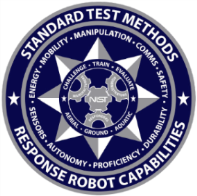 STANDARD TEST METHODS
ENERGY • MOBILITY • MANIPULATION • COMMS • SAFETY
CHALLENGE • TRAIN • EVALUATE
NIST
AERIAL • GROUND • AQUATIC
SENSORS • AUTONOMY • PROFICIENCY • DURABILITY
RESPONSE ROBOT CAPABILITIES